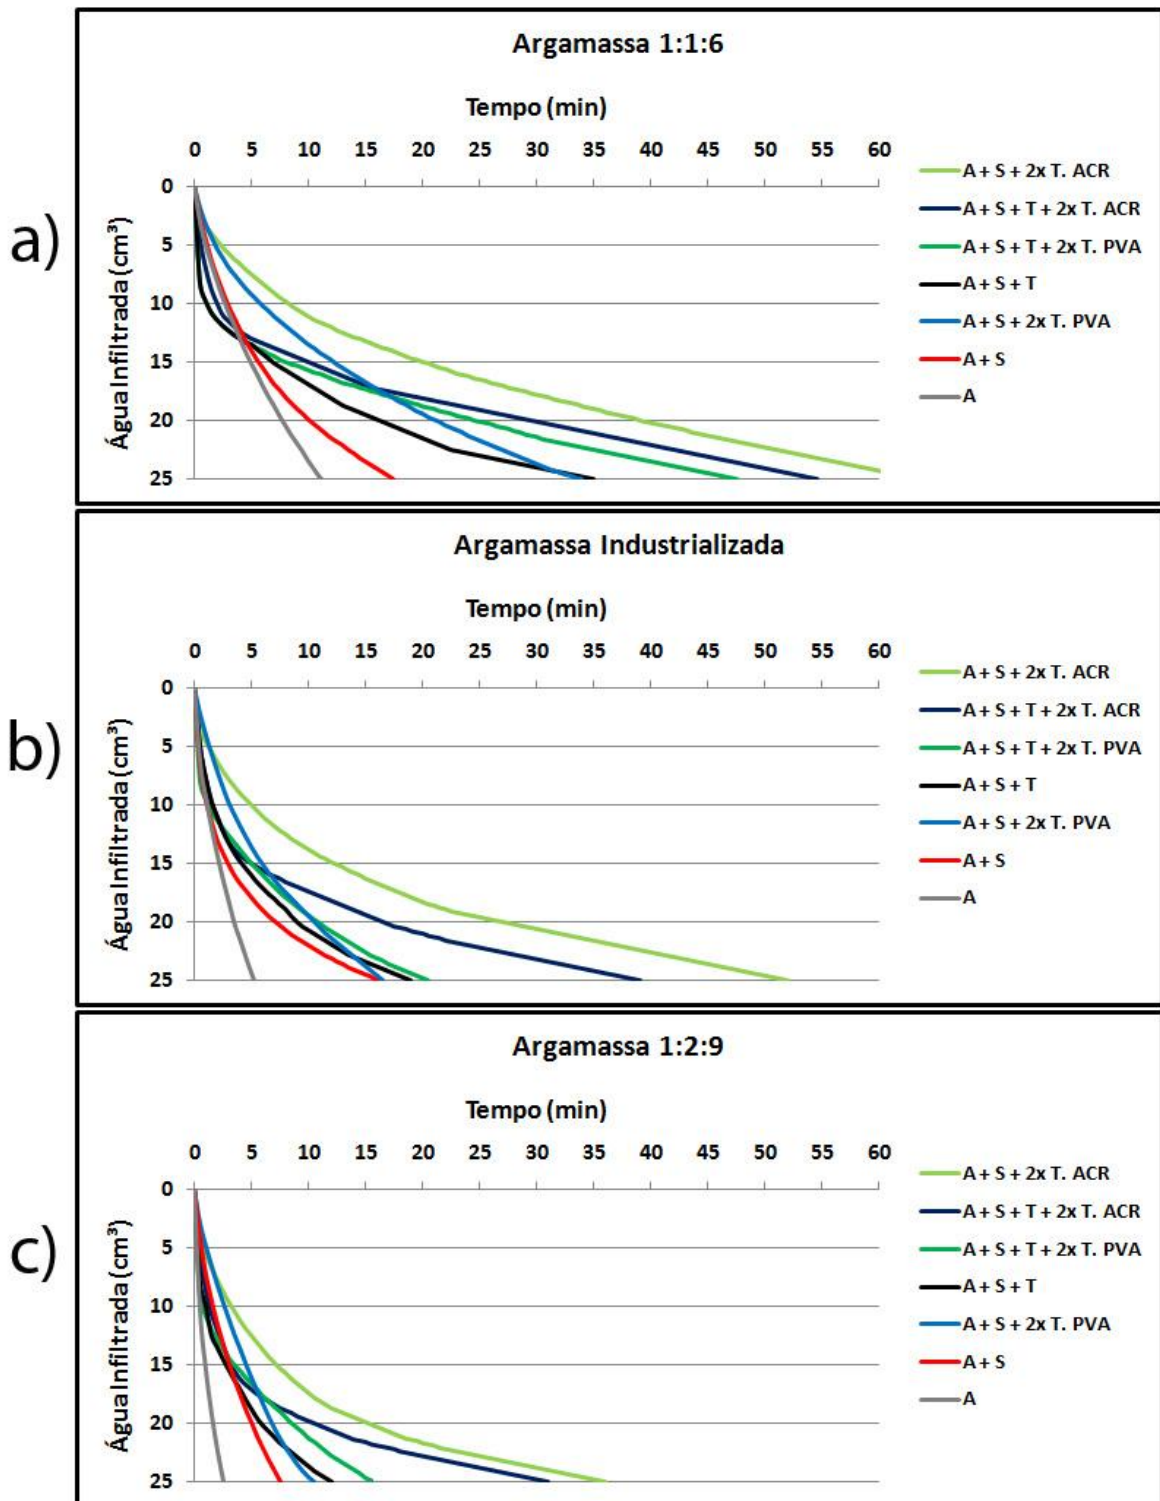 a)
Argamassa 1:1:6
Tempo (min)
0 5 10 15 20 25 30 35 40 45 50 55 60
Água Infiltrada (cm³)
0
5
10
15
20
25
A + S + 2x T. ACR
A + S + T + 2x T. ACR
A + S + T + 2x T. PVA
A + S + T
A + S + 2x T. PVA
A + S
A
b)
Argamassa Industrializada
Tempo (min)
0 5 10 15 20 25 30 35 40 45 50 55 60
Água Infiltrada (cm³)
0
5
10
15
20
25
A + S + 2x T. ACR
A + S + T + 2x T. ACR
A + S + T + 2x T. PVA
A + S + T
A + S + 2x T. PVA
A + S
A
c)
Argamassa 1:2:9
Tempo (min)
0 5 10 15 20 25 30 35 40 45 50 55 60
Água Infiltrada (cm³)
0
5
10
15
20
25
A + S + 2x T. ACR
A + S + T + 2x T. ACR
A + S + T + 2x T. PVA
A + S + T
A + S + 2x T. PVA
A + S
A